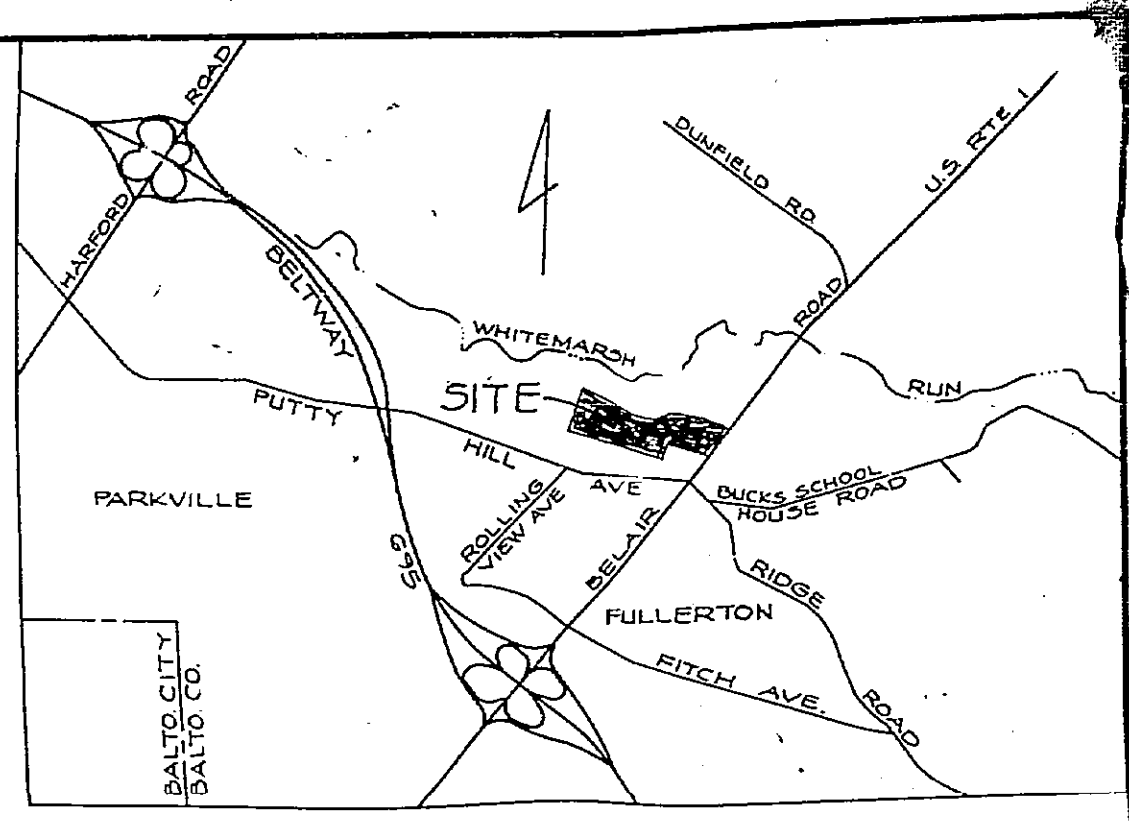 HARFORD ROAD
BELTWAY
695
DUNFIELD RD.
U.S. RTE 1
WHITEMARSH RUN
SITE
PUTTY HILL AVE
PARKVILLE
ROLLING
VIEW AVE
BELAIR ROAD
BUCKS SCHOOL
HOUSE ROAD
RIDGE ROAD
FULLERTON
FITCH AVE.
BALTO. CITY
BALTO. CO.